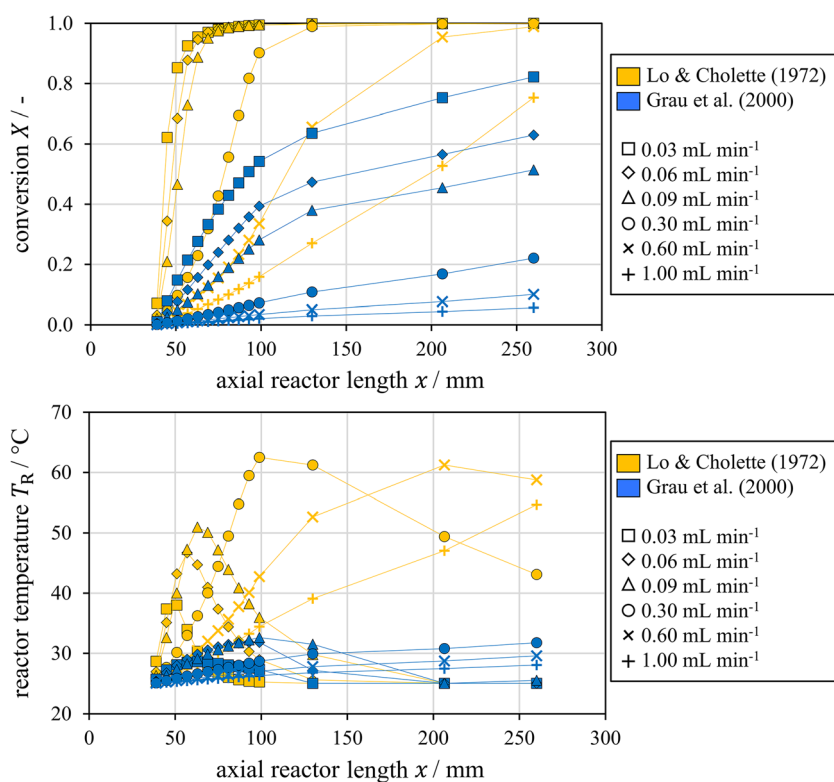 1.0
0.8
0.6
0.4
0.2
0.0
conversion X / -
0 50 100 150 200 250 300
axial reactor length x / mm
Lo & Cholette (1972)
Grau et al. (2000)
0.03 mL min-1
0.06 mL min-1
0.09 mL min-1
0.30 mL min-1
0.60 mL min-1
1.00 mL min-1
70
60
50
40
30
20
reactor temperature TR / °C
0 50 100 150 200 250 300
axial reactor length x / mm
Lo & Cholette (1972)
Grau et al. (2000)
0.03 mL min-1
0.06 mL min-1
0.09 mL min-1
0.30 mL min-1
0.60 mL min-1
1.00 mL min-1